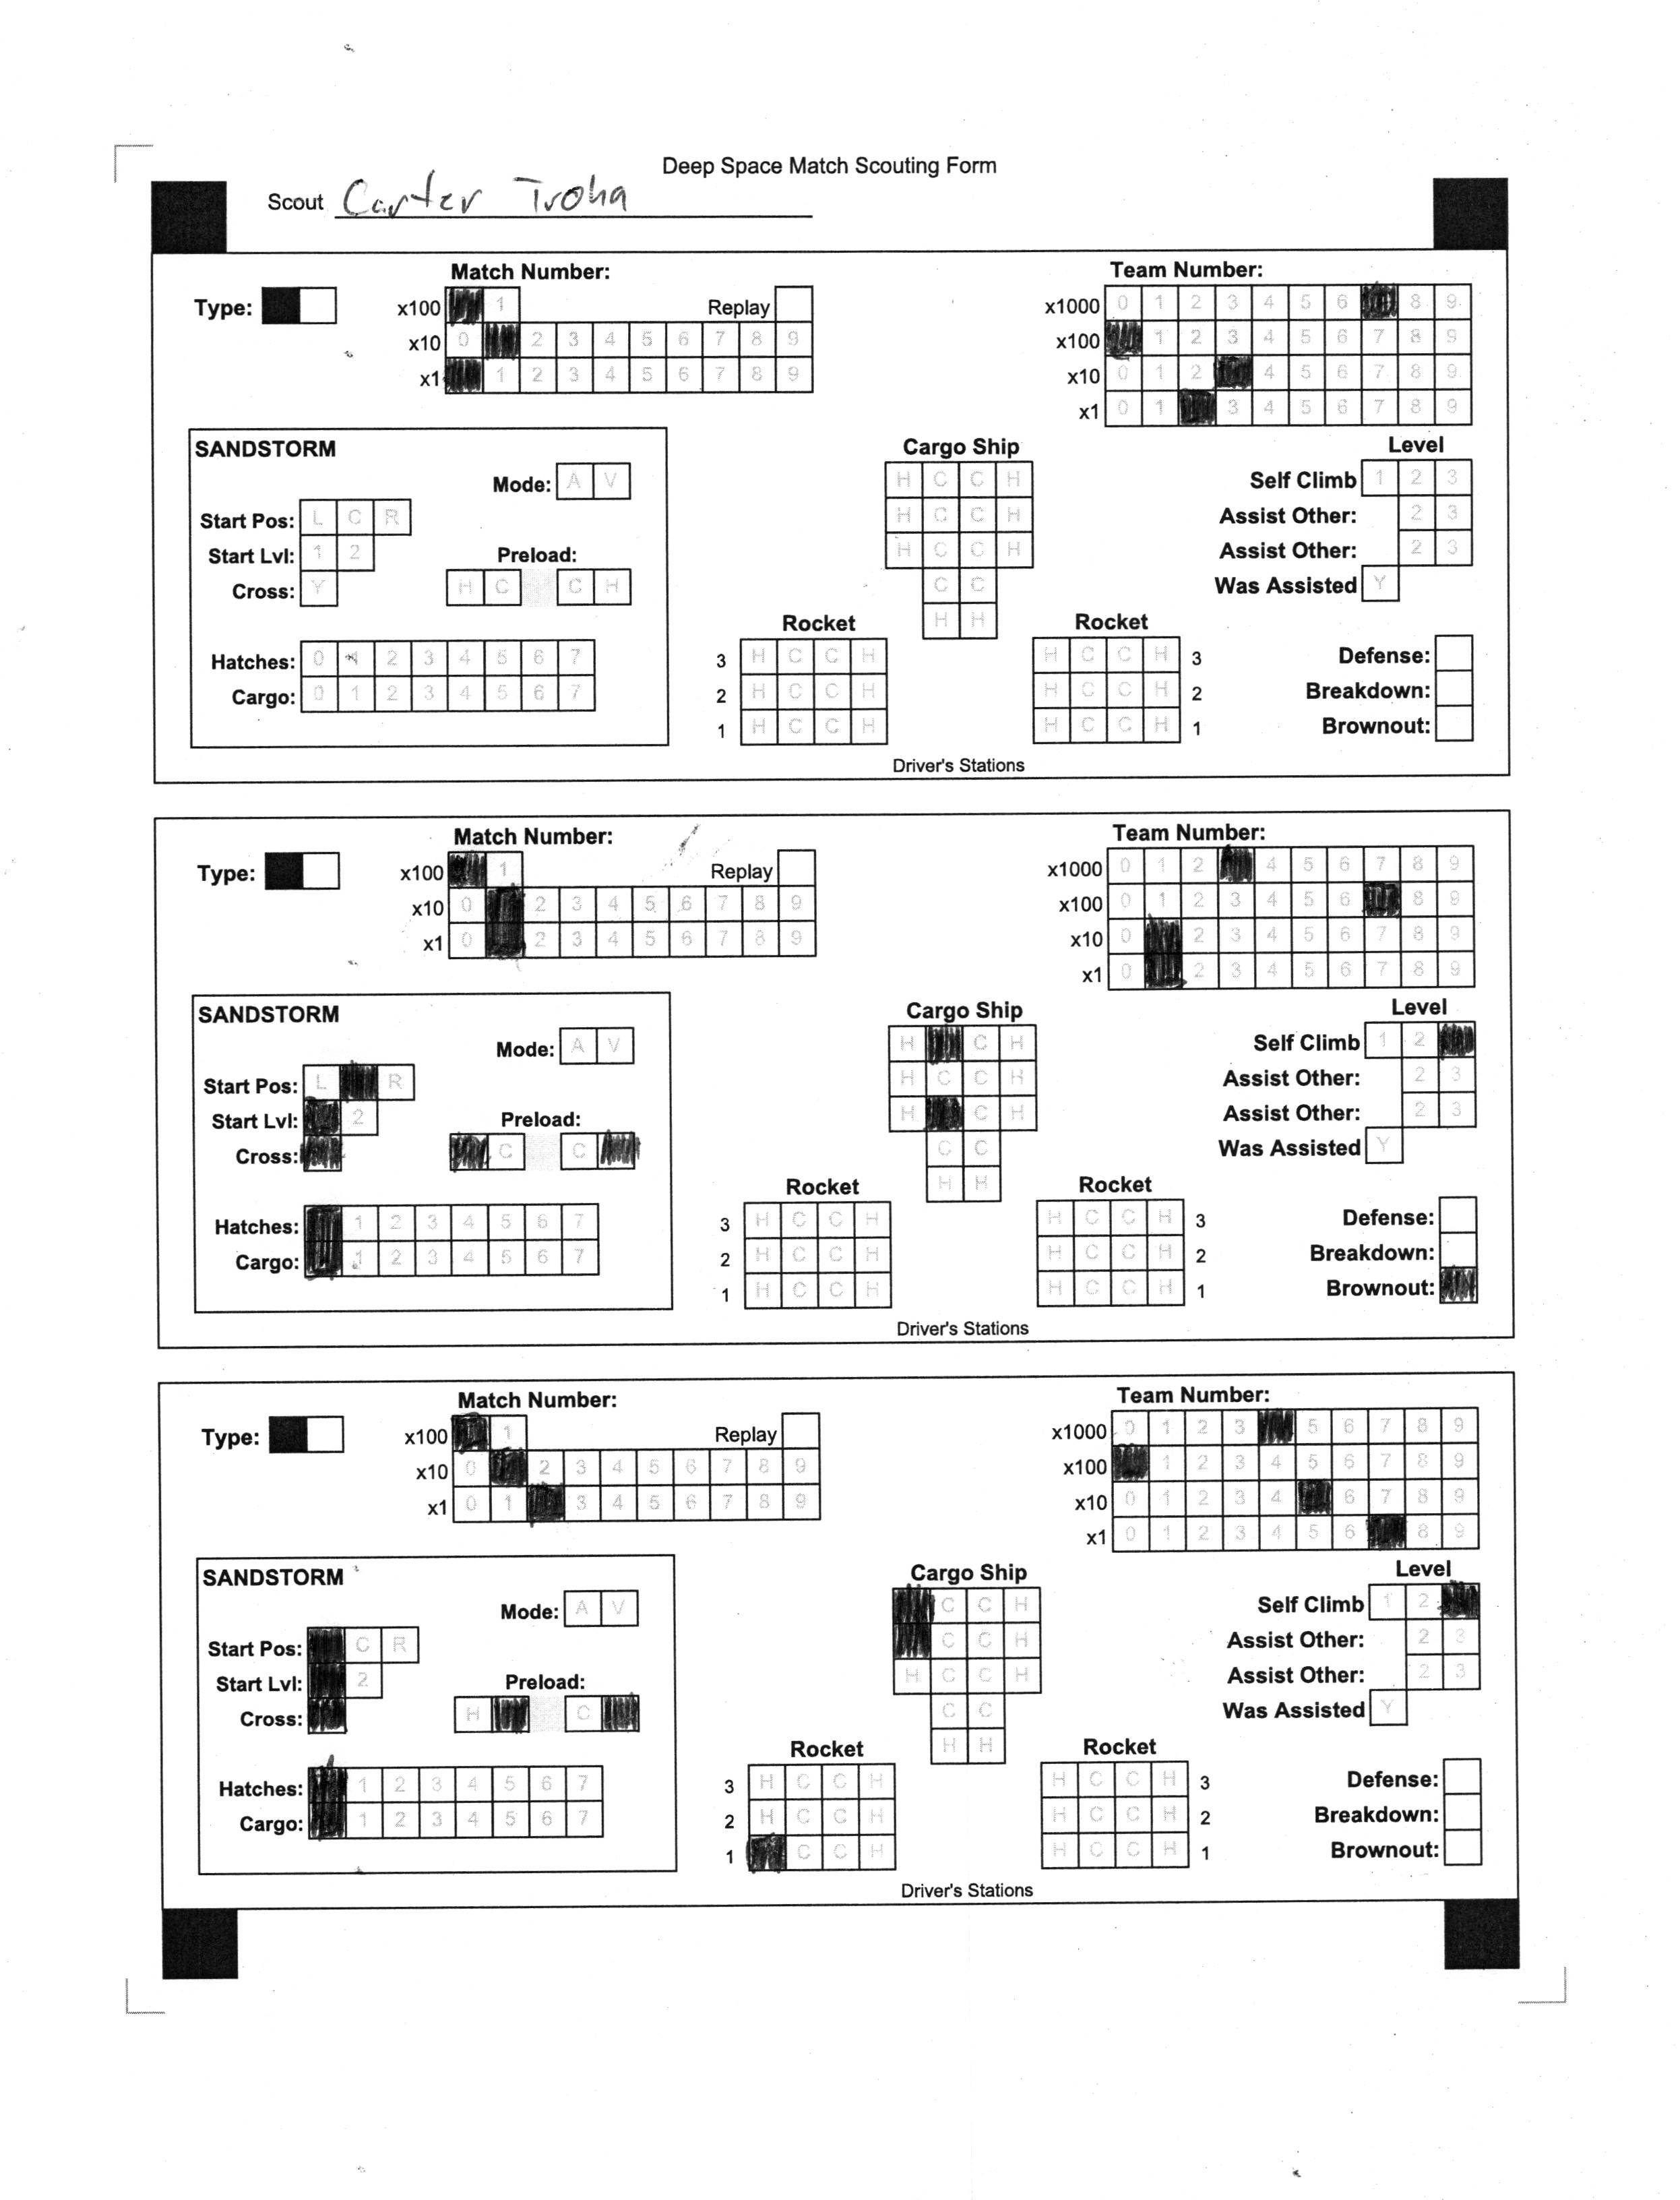 Deep Space Match Scouting Form
Scout Carter Troha
Match Number: Team Number:
Type: x100 1 Replay x1000 0 1 2 3 4 5 6 8 9
x10 0 2 3 4 5 6 7 8 9 x100 1 2 3 4 5 6 7 8 9
x1 1 2 3 4 5 6 7 8 9 x10 0 1 2 4 5 6 7 8 9
x1 0 1 3 4 5 6 7 8 9
SANDSTORM Cargo Ship Level
Mode: A V H C C H Self Climb 1 2 3
Start Pos: L C R H C C H Assist Other: 2 3
Start Lvl: 1 2 Preload: H C C H Assist Other: 2 3
Cross: Y H C C H C C Was Assisted Y
Rocket H H Rocket
Hatches: 0 1 2 3 4 5 6 7 3 H C C H H C C H 3 Defense:
Cargo: 0 1 2 3 4 5 6 7 2 H C C H H C C H 2 Breakdown:
1 H C C H H C C H 1 Brownout:
Driver's Stations
Match Number: Team Number:
Type: x100 1 Replay x1000 0 1 2 4 5 6 7 8 9
x10 0 2 3 4 5 6 7 8 9 x100 0 1 2 3 4 5 6 8 9
x1 0 2 3 4 5 6 7 8 9 x10 0 2 3 4 5 6 7 8 9
x1 0 2 3 4 5 6 7 8 9
SANDSTORM Cargo Ship Level
Mode: A V H C H Self Climb 1 2
Start Pos: L R H C C H Assist Other: 2 3
Start Lvl: 2 Preload: H C H Assist Other: 2 3
Cross: C C C C Was Assisted Y
Rocket H H Rocket
Hatches: 1 2 3 4 5 6 7 3 H C C H H C C H 3 Defense:
Cargo: 1 2 3 4 5 6 7 2 H C C H H C C H 2 Breakdown:
1 H C C H H C C H 1 Brownout:
Driver's Stations
Match Number: Team Number:
Type: x100 1 Replay x1000 0 1 2 3 5 6 7 8 9
x10 0 2 3 4 5 6 7 8 9 x100 1 2 3 4 5 6 7 8 9
x1 0 1 3 4 5 6 7 8 9 x10 0 1 2 3 4 6 7 8 9
x1 0 1 2 3 4 5 6 8 9
SANDSTORM Cargo Ship Level
Mode: A V C C H Self Climb 1 2
Start Pos: C R C C H Assist Other: 2 3
Start Lvl: 2 Preload: H C C H Assist Other: 2 3
Cross: H C C C Was Assisted Y
Rocket H H Rocket
Hatches: 1 2 3 4 5 6 7 3 H C C H H C C H 3 Defense:
Cargo: 1 2 3 4 5 6 7 2 H C C H H C C H 2 Breakdown:
1 C C H H C C H 1 Brownout:
Driver's Stations